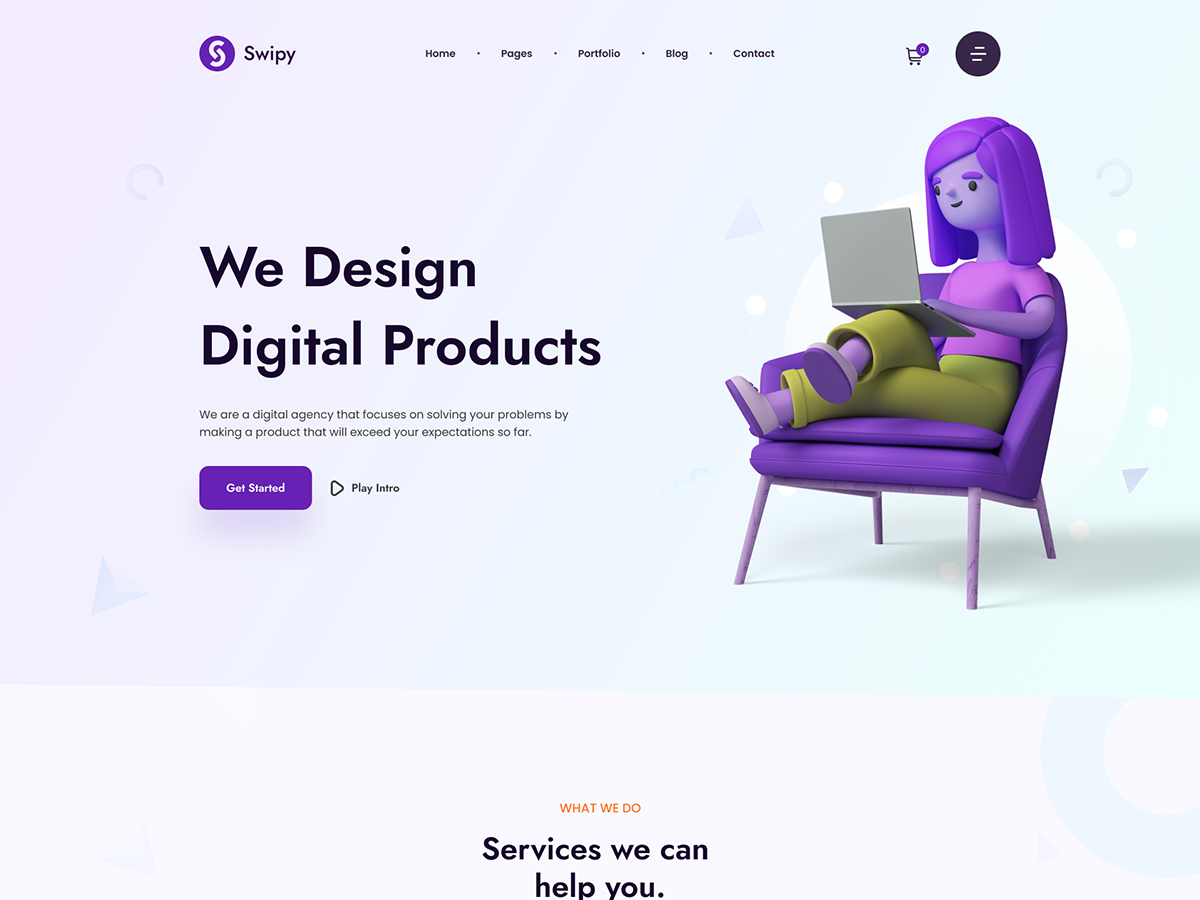 Swipy
Home • Pages • Portfolio • Blog • Contact
0
We Design
Digital Products
We are a digital agency that focuses on solving your problems by
making a product that will exceed your expectations so far.
Get Started
Play Intro
WHAT WE DO
Services we can
help you.